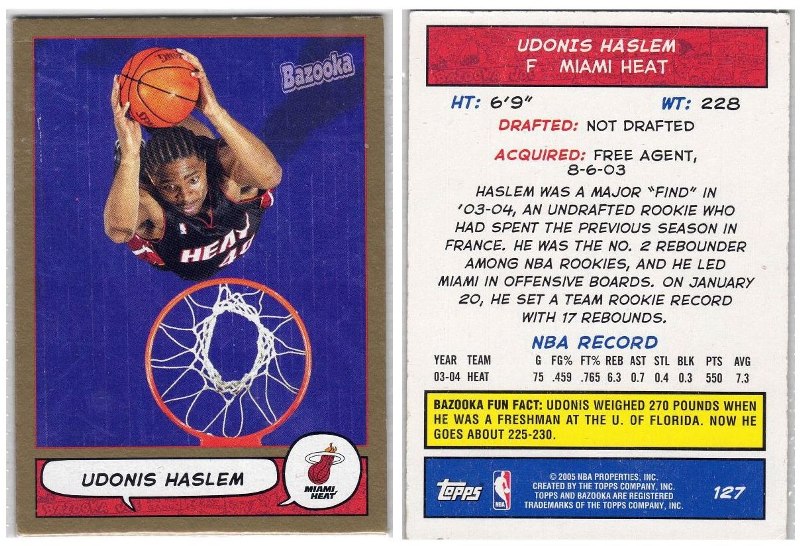 Bazooka
HEAT
40
UDONIS HASLEM
MIAMI
HEAT
UDONIS HASLEM
F MIAMI HEAT
HT: 6'9" WT: 228
DRAFTED: NOT DRAFTED
ACQUIRED: FREE AGENT,
8-6-03
HASLEM WAS A MAJOR "FIND" IN
'03-04, AN UNDRAFTED ROOKIE WHO
HAD SPENT THE PREVIOUS SEASON IN
FRANCE. HE WAS THE NO. 2 REBOUNDER
AMONG NBA ROOKIES, AND HE LED
MIAMI IN OFFENSIVE BOARDS. ON JANUARY
20, HE SET A TEAM ROOKIE RECORD
WITH 17 REBOUNDS.
NBA RECORD
YEAR TEAM G FG% FT% REB AST STL BLK PTS AVG
03-04 HEAT 75 .459 .765 6.3 0.7 0.4 0.3 550 7.3
BAZOOKA FUN FACT: UDONIS WEIGHED 270 POUNDS WHEN
HE WAS A FRESHMAN AT THE U. OF FLORIDA. NOW HE
GOES ABOUT 225-230.
Topps
NBA
© 2005 NBA PROPERTIES, INC.
CREATED BY THE TOPPS COMPANY, INC.
TOPPS AND BAZOOKA ARE REGISTERED
TRADEMARKS OF THE TOPPS COMPANY, INC.
127